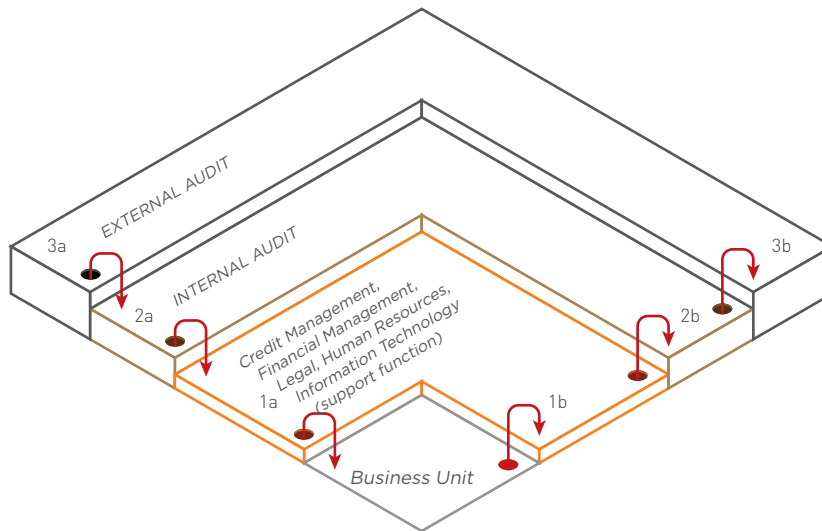 EXTERNAL AUDIT
3a
3b
INTERNAL AUDIT
2a
2b
Credit Management,
Financial Management,
Legal, Human Resources,
Information Technology
(support function)
1a
1b
Business Unit